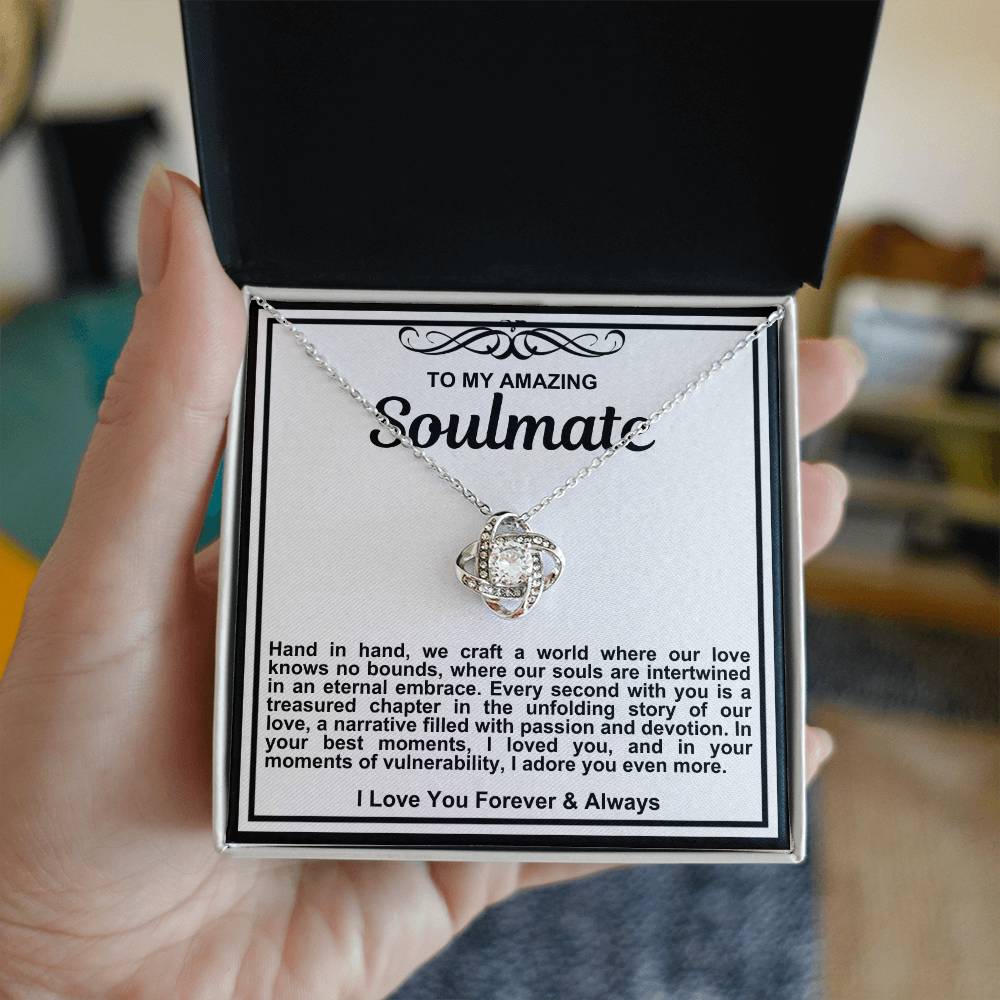 TO MY AMAZING
Soulmate
Hand in hand, we craft a world where our love
knows no bounds, where our souls are intertwined
in an eternal embrace. Every second with you is a
treasured chapter in the unfolding story of our
love, a narrative filled with passion and devotion. In
your best moments, I loved you, and in your
moments of vulnerability, I adore you even more.
I Love You Forever & Always